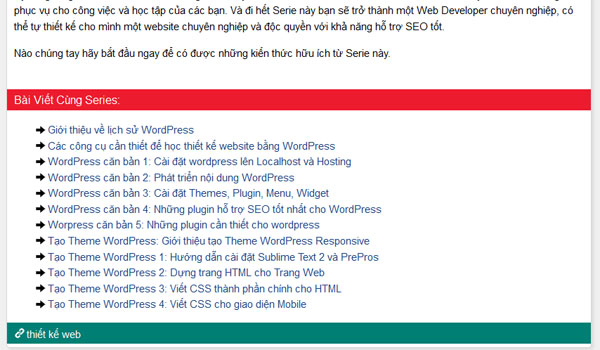 phục vụ cho công việc và học tập của các bạn. Và đi hết Serie này bạn sẽ trở thành một Web Developer chuyên nghiệp, có
thể tự thiết kế cho mình một website chuyên nghiệp và độc quyền với khả năng hỗ trợ SEO tốt.
Nào chúng tay hãy bắt đầu ngay để có được những kiến thức hữu ích từ Serie này.
Bài Viết Cùng Series:
Giới thiệu về lịch sử WordPress
Các công cụ cần thiết để học thiết kế website bằng WordPress
WordPress căn bản 1: Cài đặt wordpress lên Localhost và Hosting
WordPress căn bản 2: Phát triển nội dung WordPress
WordPress căn bản 3: Cài đặt Themes, Plugin, Menu, Widget
WordPress căn bản 4: Những plugin hỗ trợ SEO tốt nhất cho WordPress
Worpress căn bản 5: Những plugin cần thiết cho wordpress
Tạo Theme WordPress: Giới thiệu tạo Theme WordPress Responsive
Tạo Theme WordPress 1: Hướng dẫn cài đặt Sublime Text 2 và PrePros
Tạo Theme WordPress 2: Dựng trang HTML cho Trang Web
Tạo Theme WordPress 3: Viết CSS thành phần chính cho HTML
Tạo Theme WordPress 4: Viết CSS cho giao diện Mobile
thiết kế web